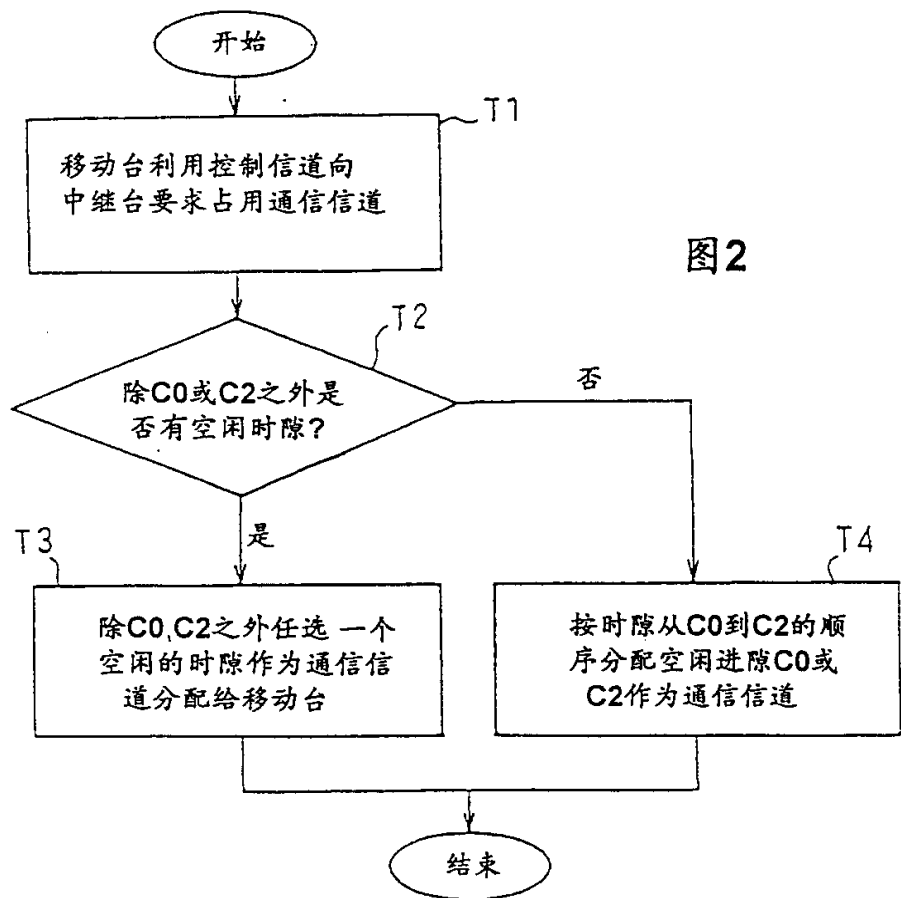 开始
T1
移动台利用控制信道向
中继台要求占用通信信道
图2
T2
除C0或C2之外是
否有空闲时隙?
否
是
T3
除C0,C2之外任选一个
空闲的时隙作为通信信
道分配给移动台
T4
按时隙从C0到C2的顺
序分配空闲进隙C0或
C2作为通信信道
结束